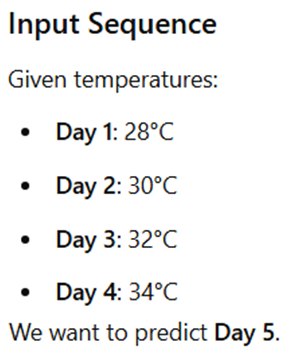 Input Sequence
Given temperatures:
• Day 1: 28°C
• Day 2: 30°C
• Day 3: 32°C
• Day 4: 34°C
We want to predict Day 5.